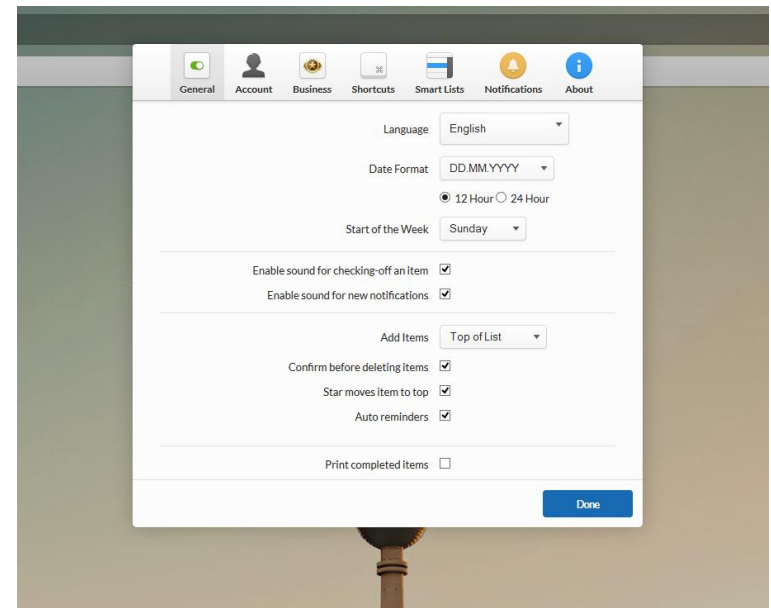 General Account Business Shortcuts Smart Lists Notifications About
Language English
Date Format DD.MM.YYYY
12 Hour 24 Hour
Start of the Week Sunday
Enable sound for checking-off an item
Enable sound for new notifications
Add Items Top of List
Confirm before deleting items
Star moves item to top
Auto reminders
Print completed items
Done